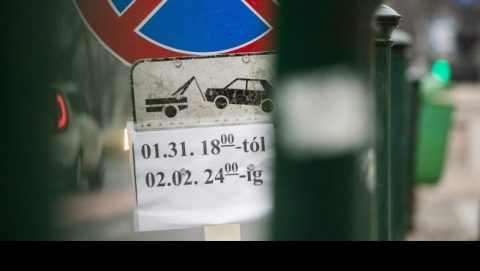 01.31. 18⁰⁰-tól
02.02. 24⁰⁰-ig